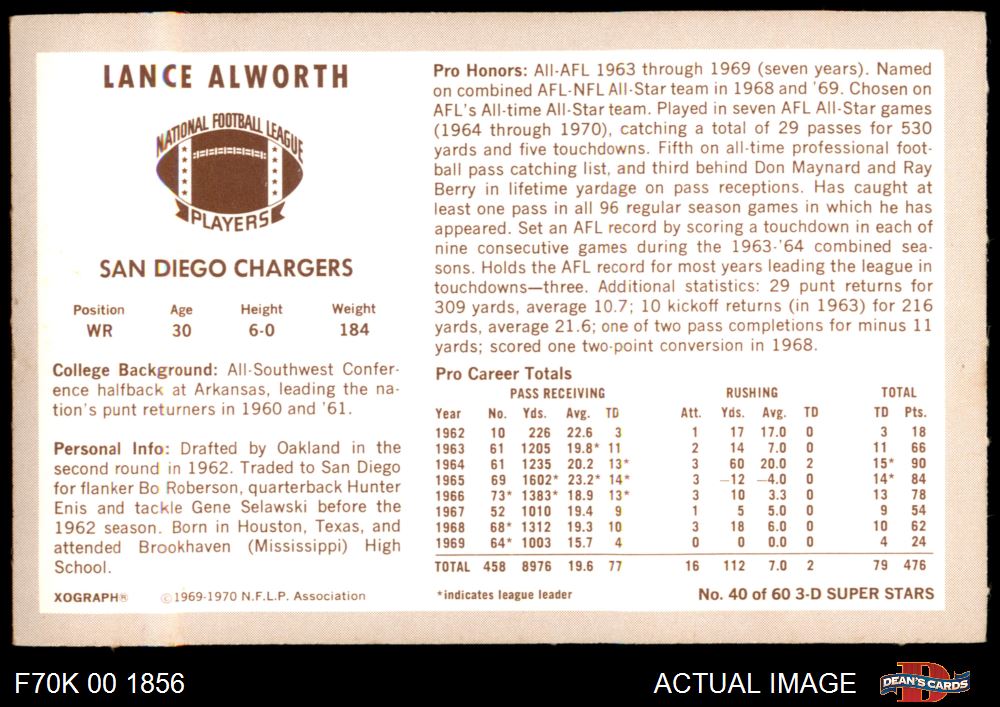 LANCE ALWORTH
NATIONAL FOOTBALL LEAGUE
PLAYERS
SAN DIEGO CHARGERS
Position Age Height Weight
WR 30 6-0 184
College Background: All-Southwest Confer-
ence halfback at Arkansas, leading the na-
tion's punt returners in 1960 and '61.
Personal Info: Drafted by Oakland in the
second round in 1962. Traded to San Diego
for flanker Bo Roberson, quarterback Hunter
Enis and tackle Gene Selawski before the
1962 season. Born in Houston, Texas, and
attended Brookhaven (Mississippi) High
School.
XOGRAPH® ©1969-1970 N.F.L.P. Association
Pro Honors: All-AFL 1963 through 1969 (seven years). Named
on combined AFL-NFL All-Star team in 1968 and '69. Chosen on
AFL's All-time All-Star team. Played in seven AFL All-Star games
(1964 through 1970), catching a total of 29 passes for 530
yards and five touchdowns. Fifth on all-time professional foot-
ball pass catching list, and third behind Don Maynard and Ray
Berry in lifetime yardage on pass receptions. Has caught at
least one pass in all 96 regular season games in which he has
appeared. Set an AFL record by scoring a touchdown in each of
nine consecutive games during the 1963-'64 combined sea-
sons. Holds the AFL record for most years leading the league in
touchdowns—three. Additional statistics: 29 punt returns for
309 yards, average 10.7; 10 kickoff returns (in 1963) for 216
yards, average 21.6; one of two pass completions for minus 11
yards; scored one two-point conversion in 1968.
Pro Career Totals
PASS RECEIVING RUSHING TOTAL
Year No. Yds. Avg. TD Att. Yds. Avg. TD TD Pts.
1962 10 226 22.6 3 1 17 17.0 0 3 18
1963 61 1205 19.8* 11 2 14 7.0 0 11 66
1964 61 1235 20.2 13* 3 60 20.0 2 15* 90
1965 69 1602* 23.2* 14* 3 —12 —4.0 0 14* 84
1966 73* 1383* 18.9 13* 3 10 3.3 0 13 78
1967 52 1010 19.4 9 1 5 5.0 0 9 54
1968 68* 1312 19.3 10 3 18 6.0 0 10 62
1969 64* 1003 15.7 4 0 0 0.0 0 4 24
TOTAL 458 8976 19.6 77 16 112 7.0 2 79 476
*indicates league leader No. 40 of 60 3-D SUPER STARS
F70K 00 1856 ACTUAL IMAGE
D
DEAN'S CARDS